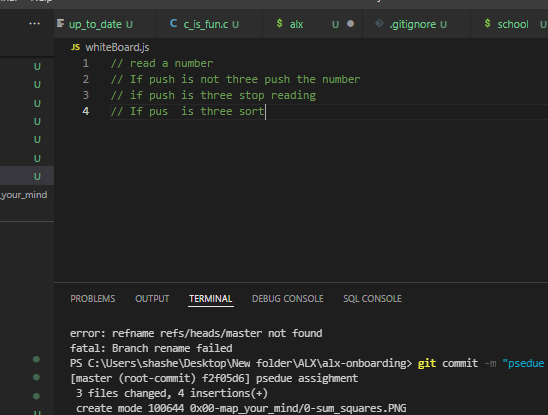 up_to_date U
C c_is_fun.c U
$ alx U
.gitignore U
$ school
JS whiteBoard.js
1 // read a number
2 // If push is not three push the number
3 // if push is three stop reading
4 // If pus  is three sort
U
U
U
U
U
U
U
_your_mind
PROBLEMS OUTPUT TERMINAL DEBUG CONSOLE SQL CONSOLE
error: refname refs/heads/master not found
fatal: Branch rename failed
PS C:\Users\shashe\Desktop\New folder\ALX\alx-onboarding> git commit -m "psedue
[master (root-commit) f2f05d6] psedue assighment
3 files changed, 4 insertions(+)
create mode 100644 0x00-map_your_mind/0-sum_squares.PNG